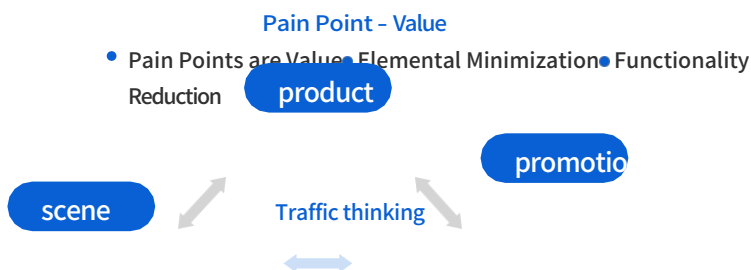 Pain Point - Value
Pain Points are Value Elemental Minimization Functionality
Reduction
product
promotio
scene
Traffic thinking